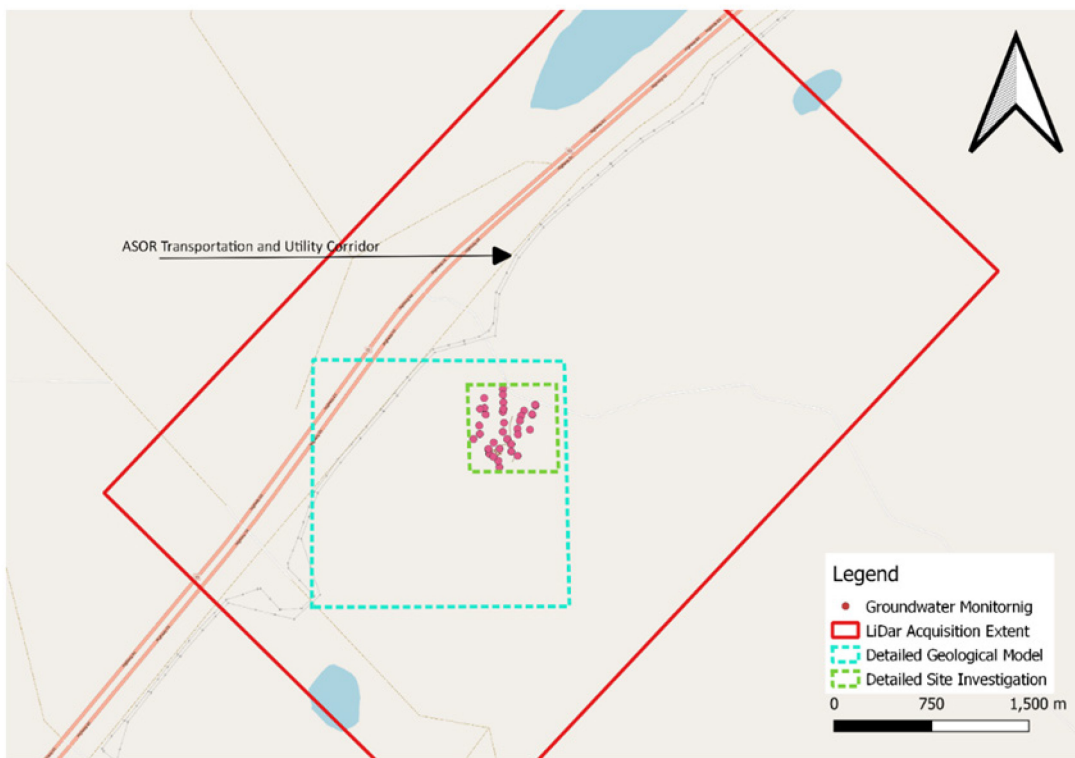 ASOR Transportation and Utility Corridor
Legend
Groundwater Monitornig
LiDar Acquisition Extent
Detailed Geological Model
Detailed Site Investigation
0 750 1,500 m